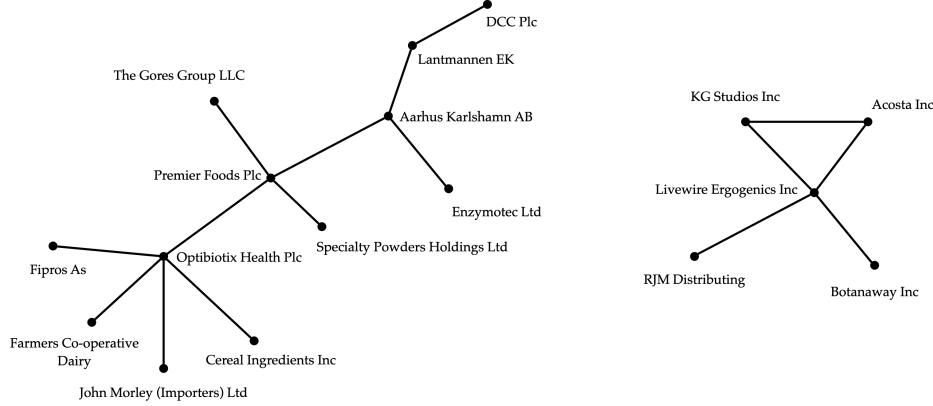 DCC Plc
Lantmannen EK
The Gores Group LLC
KG Studios Inc
Acosta Inc
Aarhus Karlshamn AB
Premier Foods Plc
Livewire Ergogenics Inc
Enzymotec Ltd
Specialty Powders Holdings Ltd
Optibiotix Health Plc
Fipros As
RJM Distributing
Botanaway Inc
Farmers Co-operative
Dairy
Cereal Ingredients Inc
John Morley (Importers) Ltd